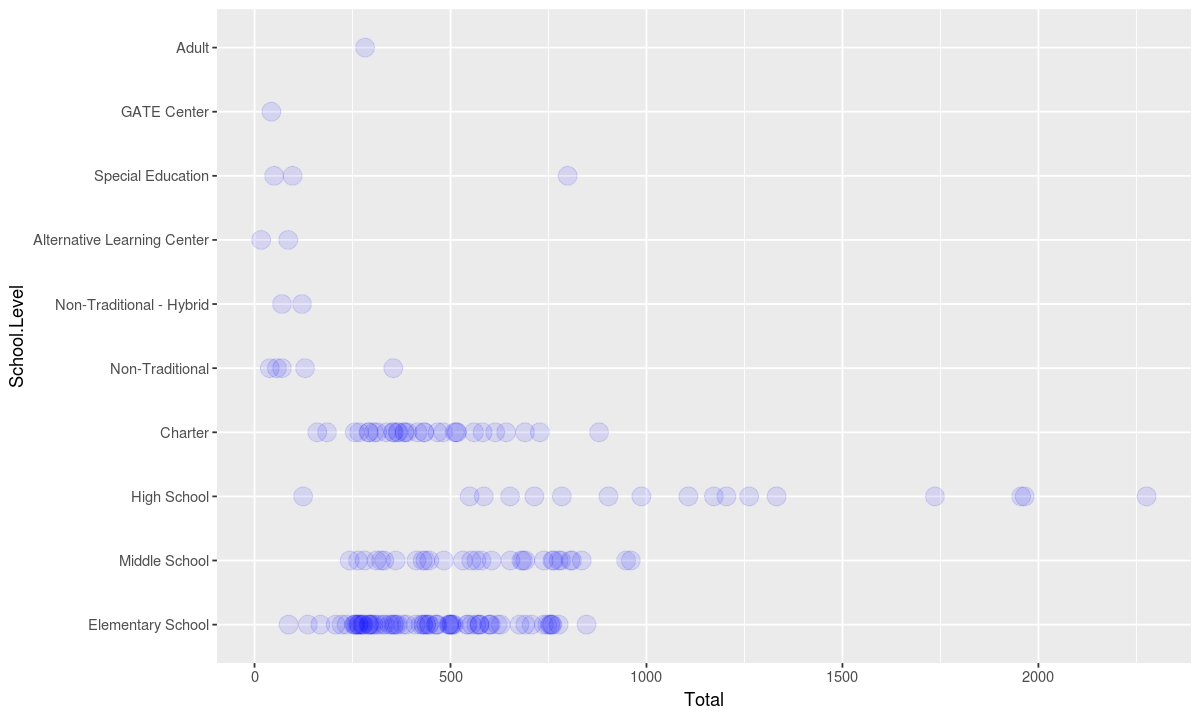 Adult
GATE Center
Special Education
Alternative Learning Center
Non-Traditional - Hybrid
Non-Traditional
Charter
High School
Middle School
Elementary School
School.Level
0 500 1000 1500 2000
Total